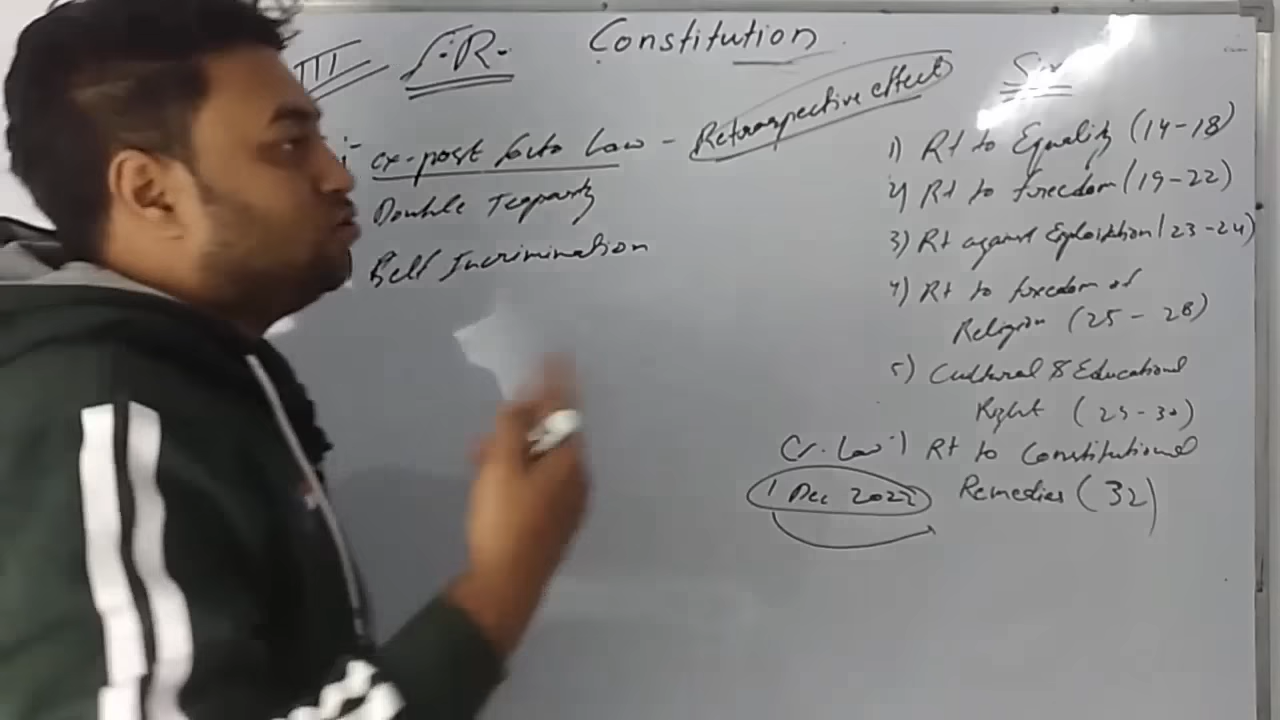 III F.R. Constitution
Six
i- ex-post facto Law - Retrospective effect
Double Jeopardy
Self Incrimination
1) Rt to Equality (14-18)
2) Rt to freedom (19-22)
3) Rt against Exploitation (23-24)
4) Rt to freedom of
Religion (25 - 28)
5) Cultural & Educational
Right (29-30)
Cr. Law
Rt to Constitutional
1 Dec 2022
Remedies (32)